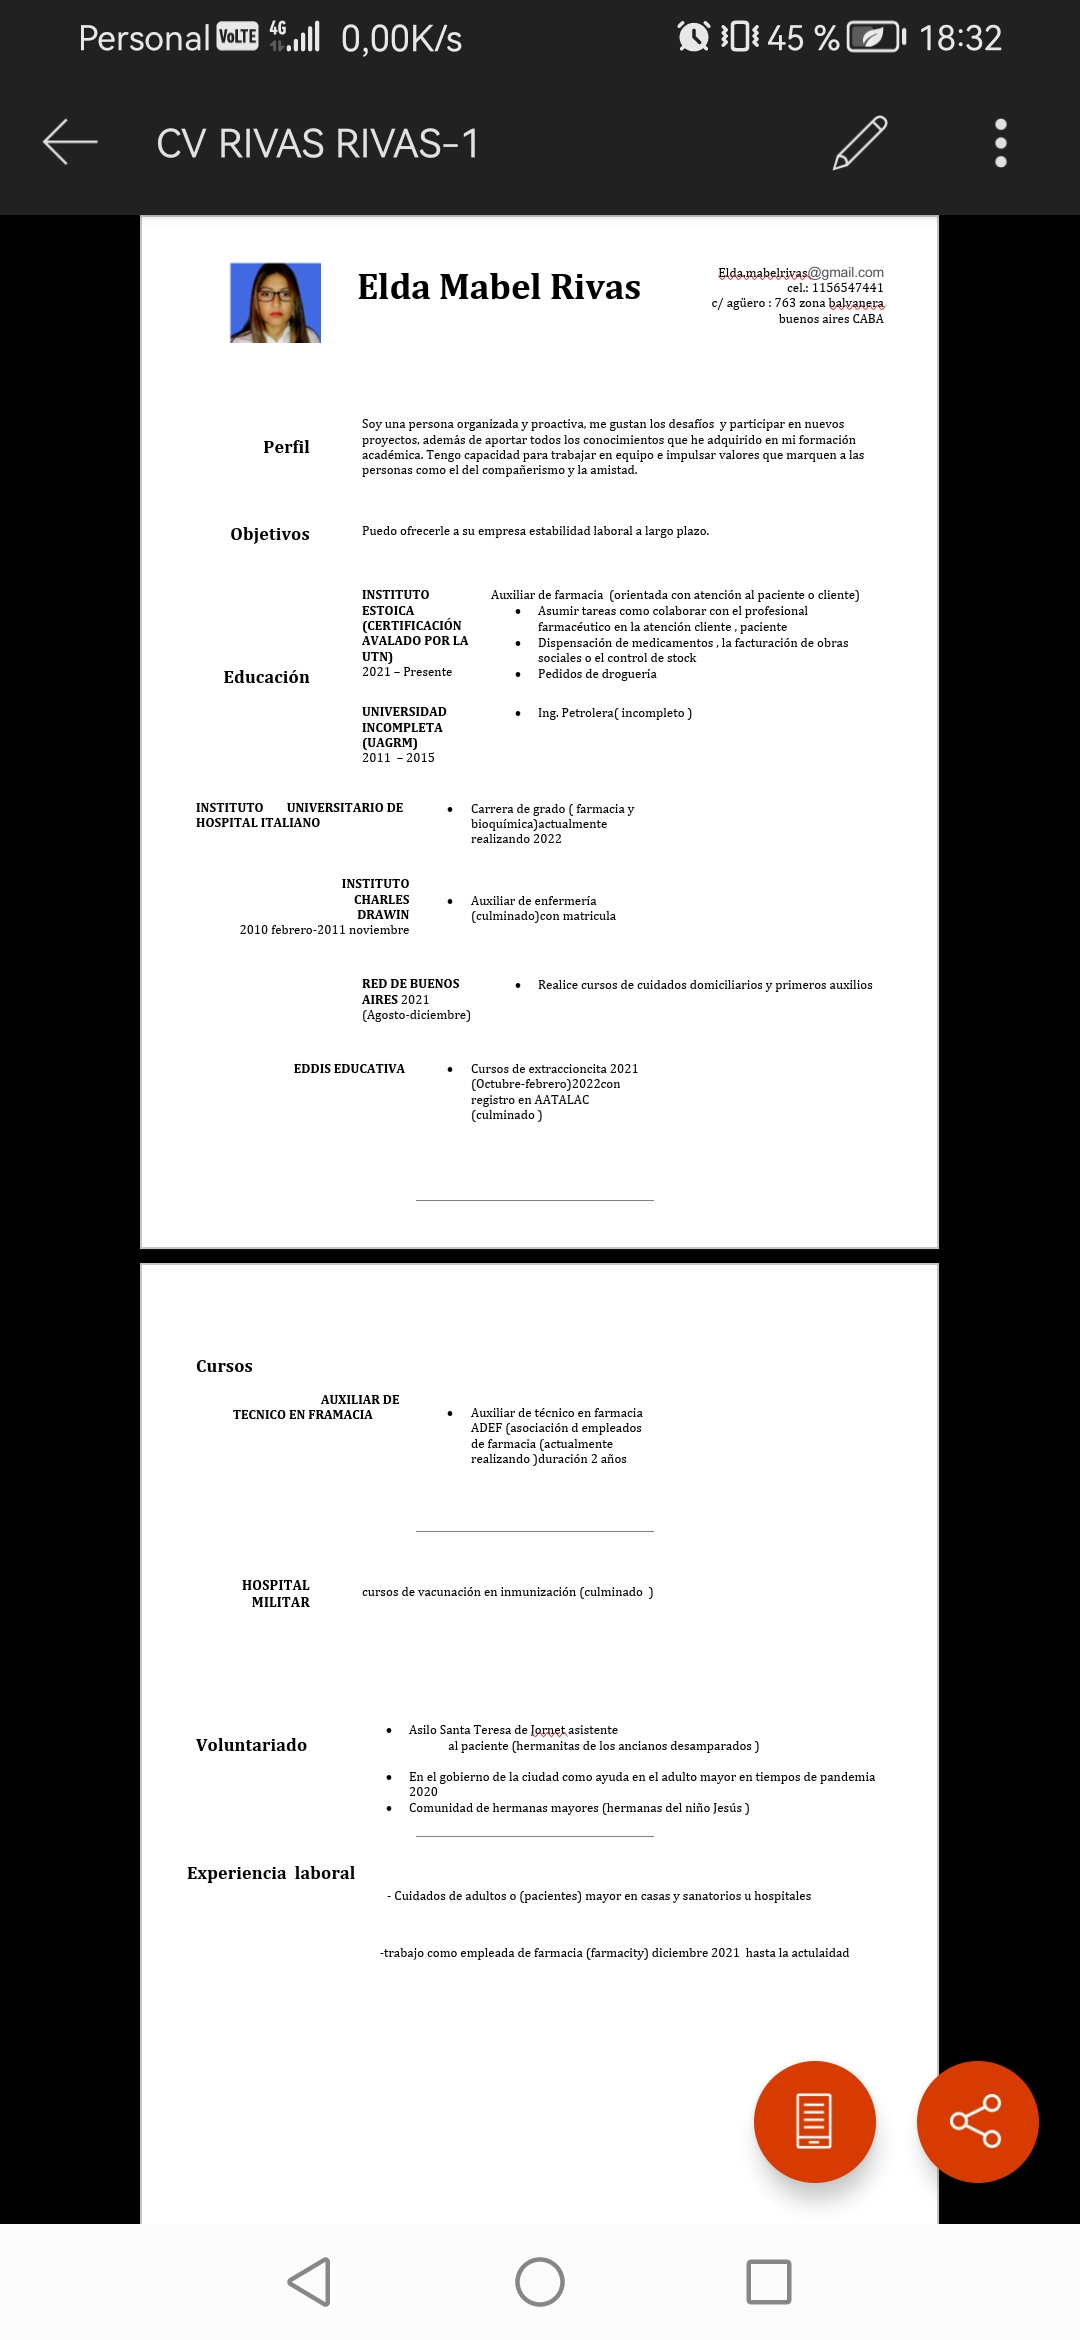 Personal VoLTE 4G 0,00K/s 45 % 18:32
CV RIVAS RIVAS-1
Elda Mabel Rivas
Elda.mabelrivas@gmail.com
cel.: 1156547441
c/ agüero : 763 zona balvanera
buenos aires CABA
Perfil
Soy una persona organizada y proactiva, me gustan los desafíos y participar en nuevos
proyectos, además de aportar todos los conocimientos que he adquirido en mi formación
académica. Tengo capacidad para trabajar en equipo e impulsar valores que marquen a las
personas como el del compañerismo y la amistad.
Objetivos
Puedo ofrecerle a su empresa estabilidad laboral a largo plazo.
Educación
INSTITUTO
ESTOICA
(CERTIFICACIÓN
AVALADO POR LA
UTN)
2021 – Presente
Auxiliar de farmacia (orientada con atención al paciente o cliente)
• Asumir tareas como colaborar con el profesional
farmacéutico en la atención cliente , paciente
• Dispensación de medicamentos , la facturación de obras
sociales o el control de stock
• Pedidos de droguería
UNIVERSIDAD
INCOMPLETA
(UAGRM)
2011 – 2015
• Ing. Petrolera( incompleto )
INSTITUTO UNIVERSITARIO DE
HOSPITAL ITALIANO
• Carrera de grado ( farmacia y
bioquímica)actualmente
realizando 2022
INSTITUTO
CHARLES
DRAWIN
2010 febrero-2011 noviembre
• Auxiliar de enfermería
(culminado)con matricula
RED DE BUENOS
AIRES 2021
(Agosto-diciembre)
• Realice cursos de cuidados domiciliarios y primeros auxilios
EDDIS EDUCATIVA
• Cursos de extraccioncita 2021
(Octubre-febrero)2022con
registro en AATALAC
(culminado )
Cursos
AUXILIAR DE
TECNICO EN FRAMACIA
• Auxiliar de técnico en farmacia
ADEF (asociación d empleados
de farmacia (actualmente
realizando )duración 2 años
HOSPITAL
MILITAR
cursos de vacunación en inmunización (culminado )
Voluntariado
• Asilo Santa Teresa de Jornet asistente
al paciente (hermanitas de los ancianos desamparados )
• En el gobierno de la ciudad como ayuda en el adulto mayor en tiempos de pandemia
2020
• Comunidad de hermanas mayores (hermanas del niño Jesús )
Experiencia laboral
- Cuidados de adultos o (pacientes) mayor en casas y sanatorios u hospitales
-trabajo como empleada de farmacia (farmacity) diciembre 2021 hasta la actulaidad